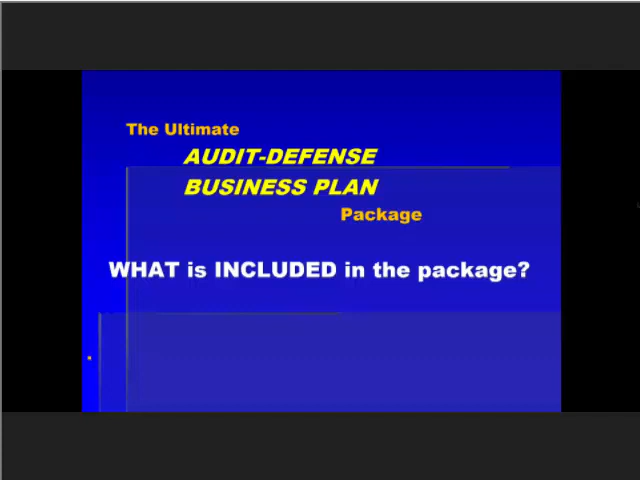 The Ultimate
AUDIT-DEFENSE
BUSINESS PLAN
Package
WHAT is INCLUDED in the package?